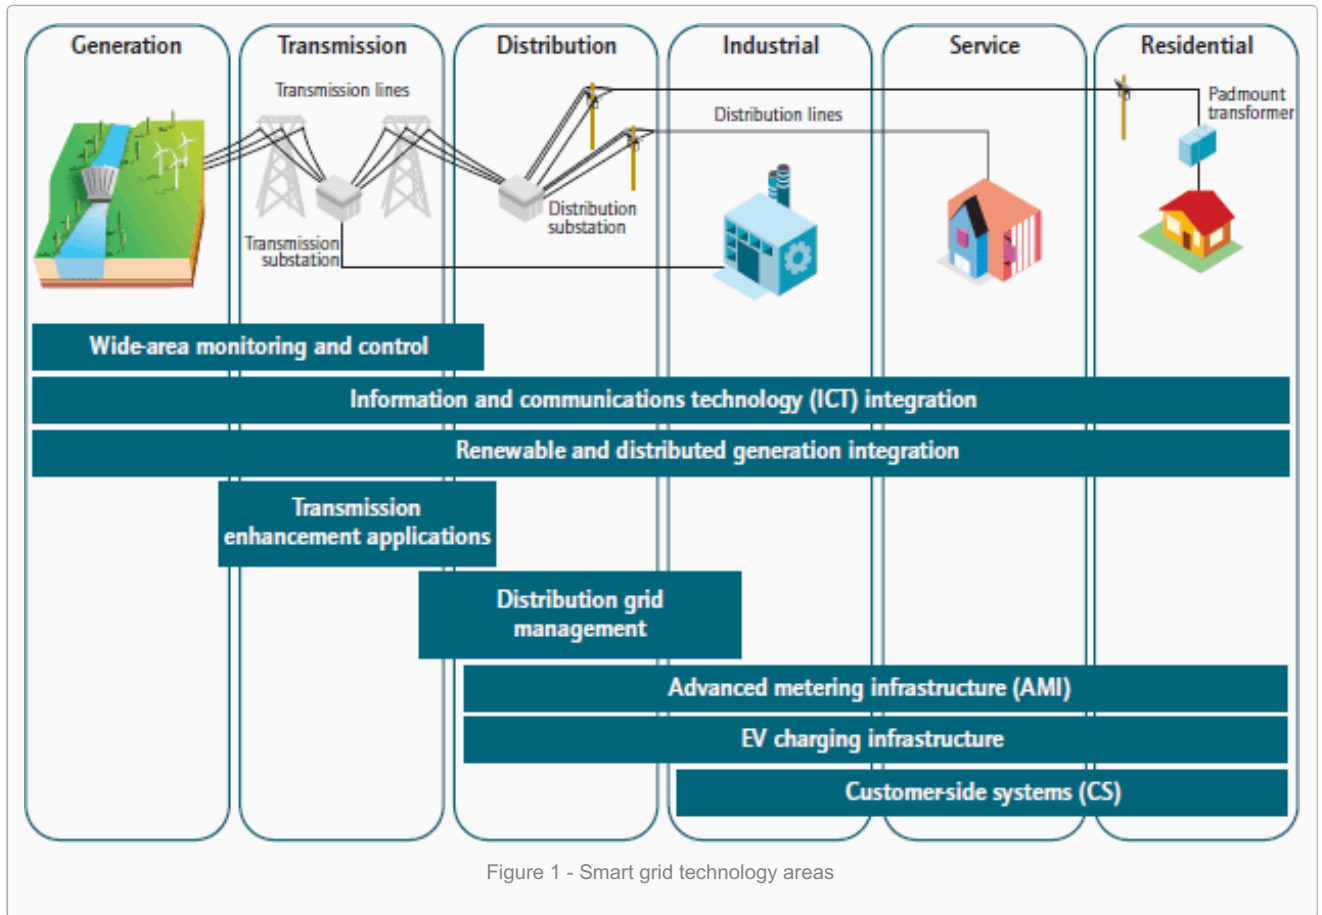 Generation
Transmission
Distribution
Industrial
Service
Residential
Transmission lines
Distribution lines
Padmount
transformer
Distribution
substation
Transmission
substation
Wide-area monitoring and control
Information and communications technology (ICT) integration
Renewable and distributed generation integration
Transmission
enhancement applications
Distribution grid
management
Advanced metering infrastructure (AMI)
EV charging infrastructure
Customer-side systems (CS)
Figure 1 - Smart grid technology areas